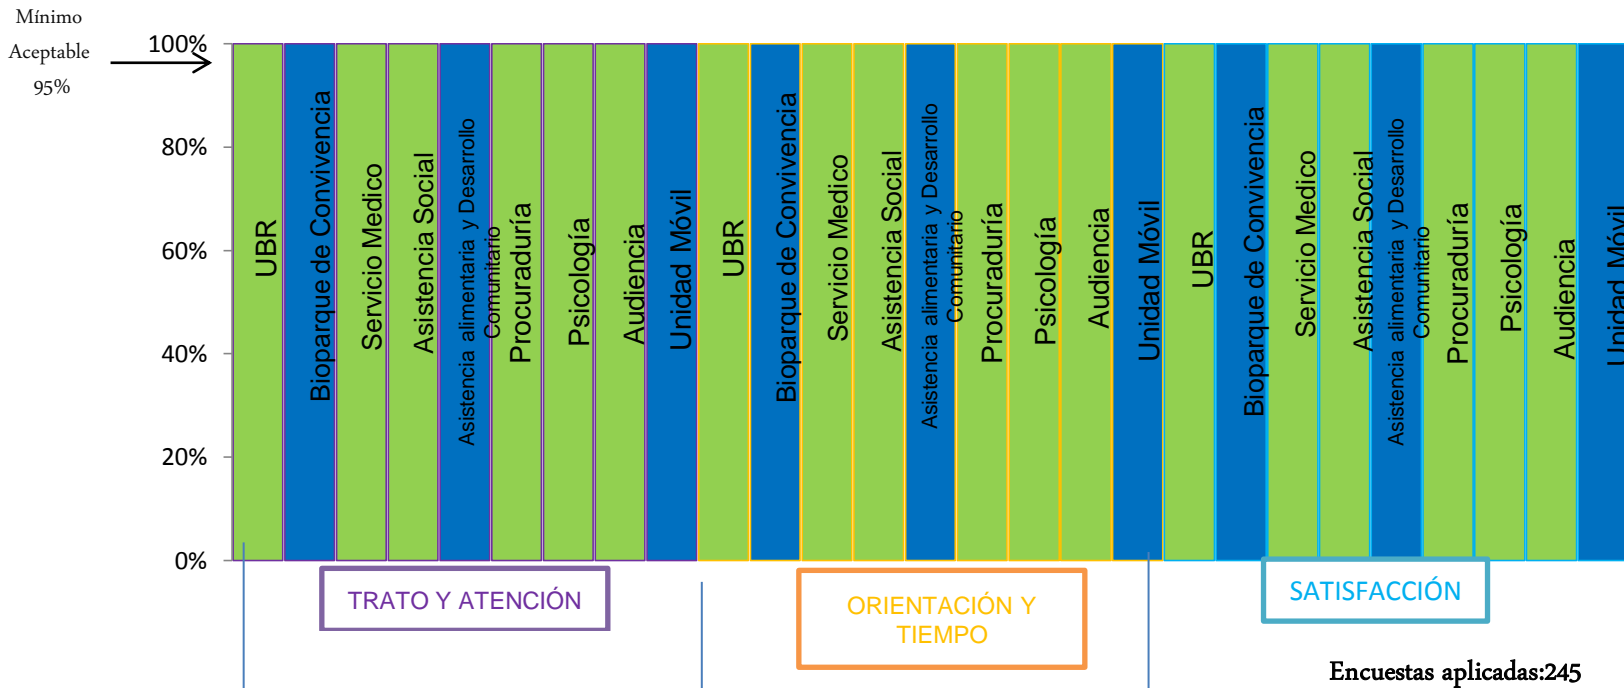 Mínimo
Aceptable
95%
100%
80%
60%
40%
20%
0%
UBR
Bioparque de Convivencia
Servicio Medico
Asistencia Social
Asistencia alimentaria y Desarrollo
Comunitario
Procuraduría
Psicología
Audiencia
Unidad Móvil
UBR
Bioparque de Convivencia
Servicio Medico
Asistencia Social
Asistencia alimentaria y Desarrollo
Comunitario
Procuraduría
Psicología
Audiencia
Unidad Móvil
UBR
Bioparque de Convivencia
Servicio Medico
Asistencia Social
Asistencia alimentaria y Desarrollo
Comunitario
Procuraduría
Psicología
Audiencia
Unidad Móvil
TRATO Y ATENCIÓN
ORIENTACIÓN Y
TIEMPO
SATISFACCIÓN
Encuestas aplicadas:245